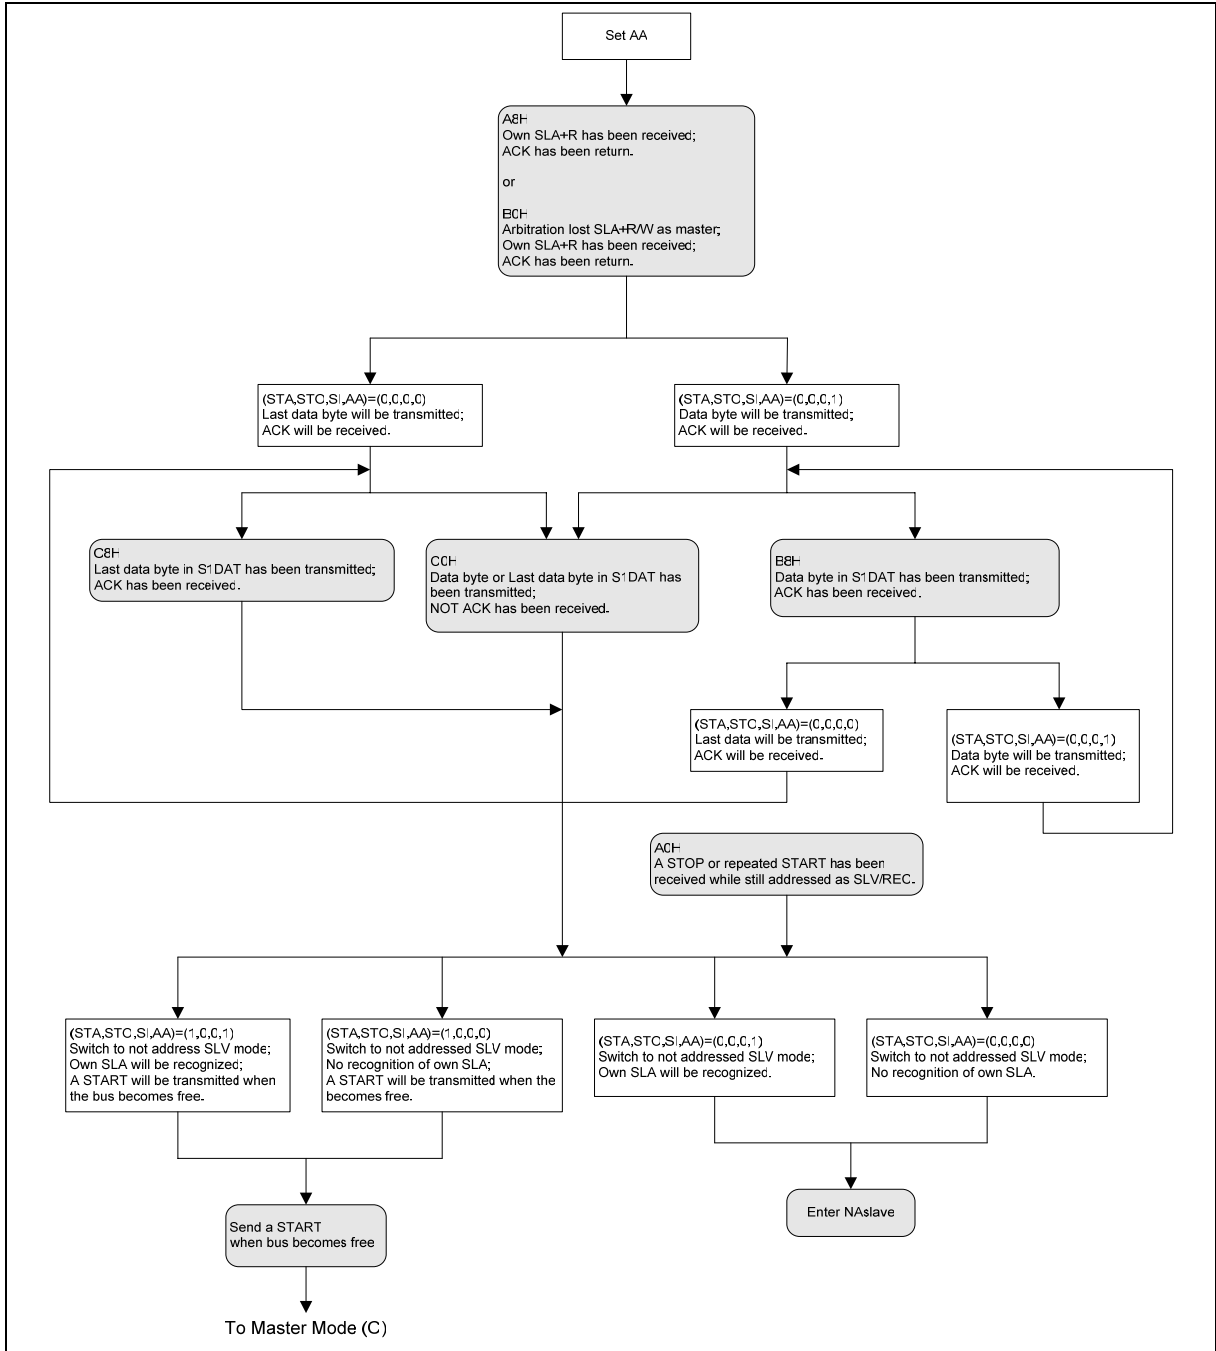 Set AA
A8H
Own SLA+R has been received;
ACK has been return.
or
B0H
Arbitration lost SLA+R/W as master;
Own SLA+R has been received;
ACK has been return.
(STA,STO,SI,AA)=(0,0,0,0)
Last data byte will be transmitted;
ACK will be received.
(STA,STO,SI,AA)=(0,0,0,1)
Data byte will be transmitted;
ACK will be received.
C8H
Last data byte in S1DAT has been transmitted;
ACK has been received.
C0H
Data byte or Last data byte in S1DAT has
been transmitted;
NOT ACK has been received.
B8H
Data byte in S1DAT has been transmitted;
ACK has been received.
(STA,STO,SI,AA)=(0,0,0,0)
Last data will be transmitted;
ACK will be received.
(STA,STO,SI,AA)=(0,0,0,1)
Data byte will be transmitted;
ACK will be received.
A0H
A STOP or repeated START has been
received while still addressed as SLV/REC.
(STA,STO,SI,AA)=(1,0,0,1)
Switch to not address SLV mode;
Own SLA will be recognized;
A START will be transmitted when
the bus becomes free.
(STA,STO,SI,AA)=(1,0,0,0)
Switch to not addressed SLV mode;
No recognition of own SLA;
A START will be transmitted when the
becomes free.
(STA,STO,SI,AA)=(0,0,0,1)
Switch to not addressed SLV mode;
Own SLA will be recognized.
(STA,STO,SI,AA)=(0,0,0,0)
Switch to not addressed SLV mode;
No recognition of own SLA.
Send a START
when bus becomes free
Enter NAslave
To Master Mode (C)